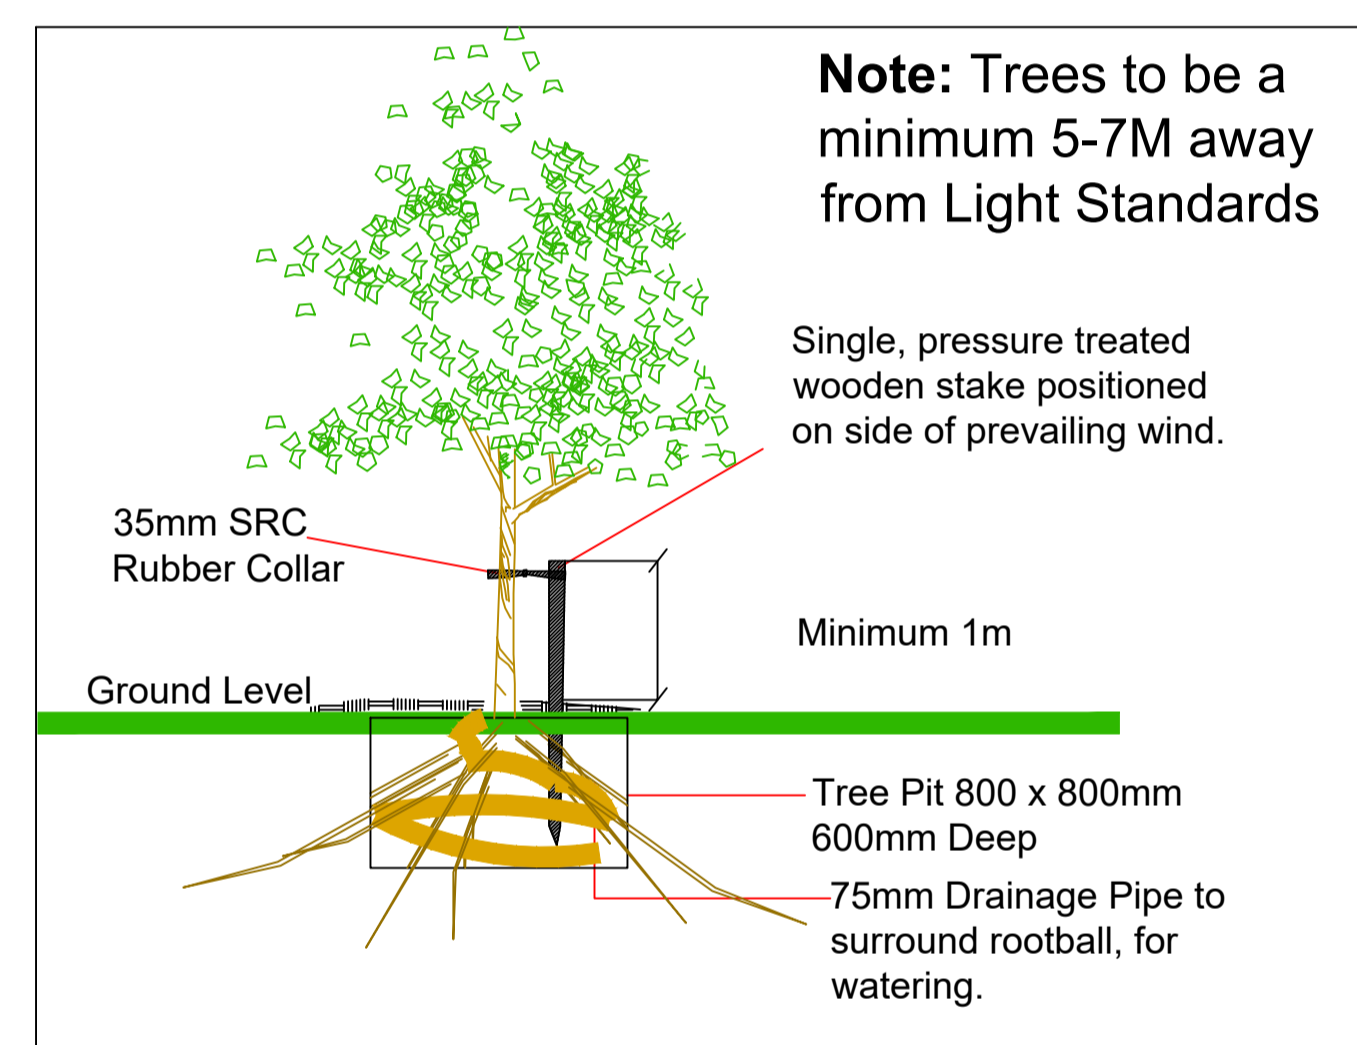 Note: Trees to be a
minimum 5-7M away
from Light Standards
Single, pressure treated
wooden stake positioned
on side of prevailing wind.
35mm SRC
Rubber Collar
Minimum 1m
Ground Level
Tree Pit 800 x 800mm
600mm Deep
75mm Drainage Pipe to
surround rootball, for
watering.